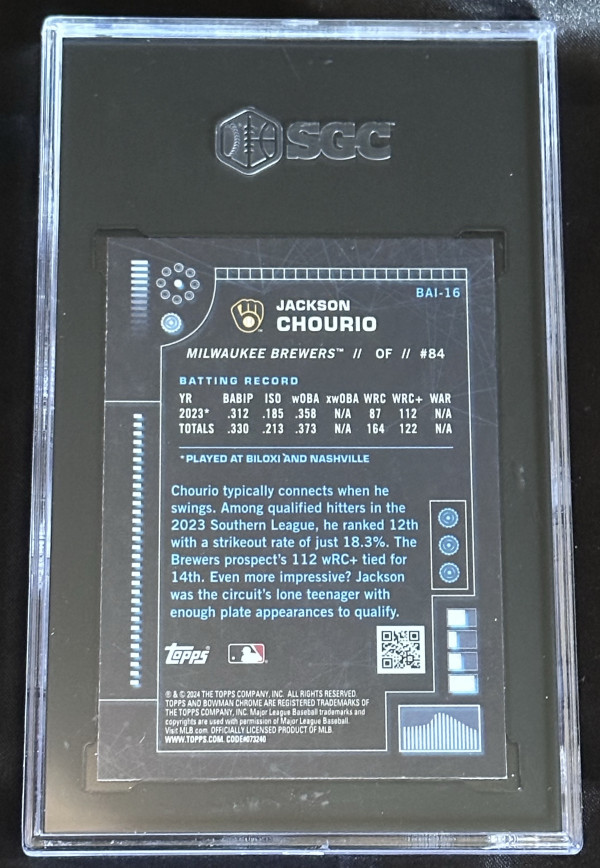 SGC
BAI-16
JACKSON
CHOURIO
MILWAUKEE BREWERS™ // OF // #84
BATTING RECORD
YR BABIP ISO wOBA xwOBA WRC WRC+ WAR
2023* .312 .185 .358 N/A 87 112 N/A
TOTALS .330 .213 .373 N/A 164 122 N/A
*PLAYED AT BILOXI AND NASHVILLE
Chourio typically connects when he
swings. Among qualified hitters in the
2023 Southern League, he ranked 12th
with a strikeout rate of just 18.3%. The
Brewers prospect's 112 wRC+ tied for
14th. Even more impressive? Jackson
was the circuit's lone teenager with
enough plate appearances to qualify.
Topps
® & © 2024 THE TOPPS COMPANY, INC. ALL RIGHTS RESERVED.
TOPPS AND BOWMAN CHROME ARE REGISTERED TRADEMARKS OF
THE TOPPS COMPANY, INC. Major League Baseball trademarks and
copyrights are used with permission of Major League Baseball.
Visit MLB.com. OFFICIALLY LICENSED PRODUCT OF MLB.
WWW.TOPPS.COM. CODE#073240